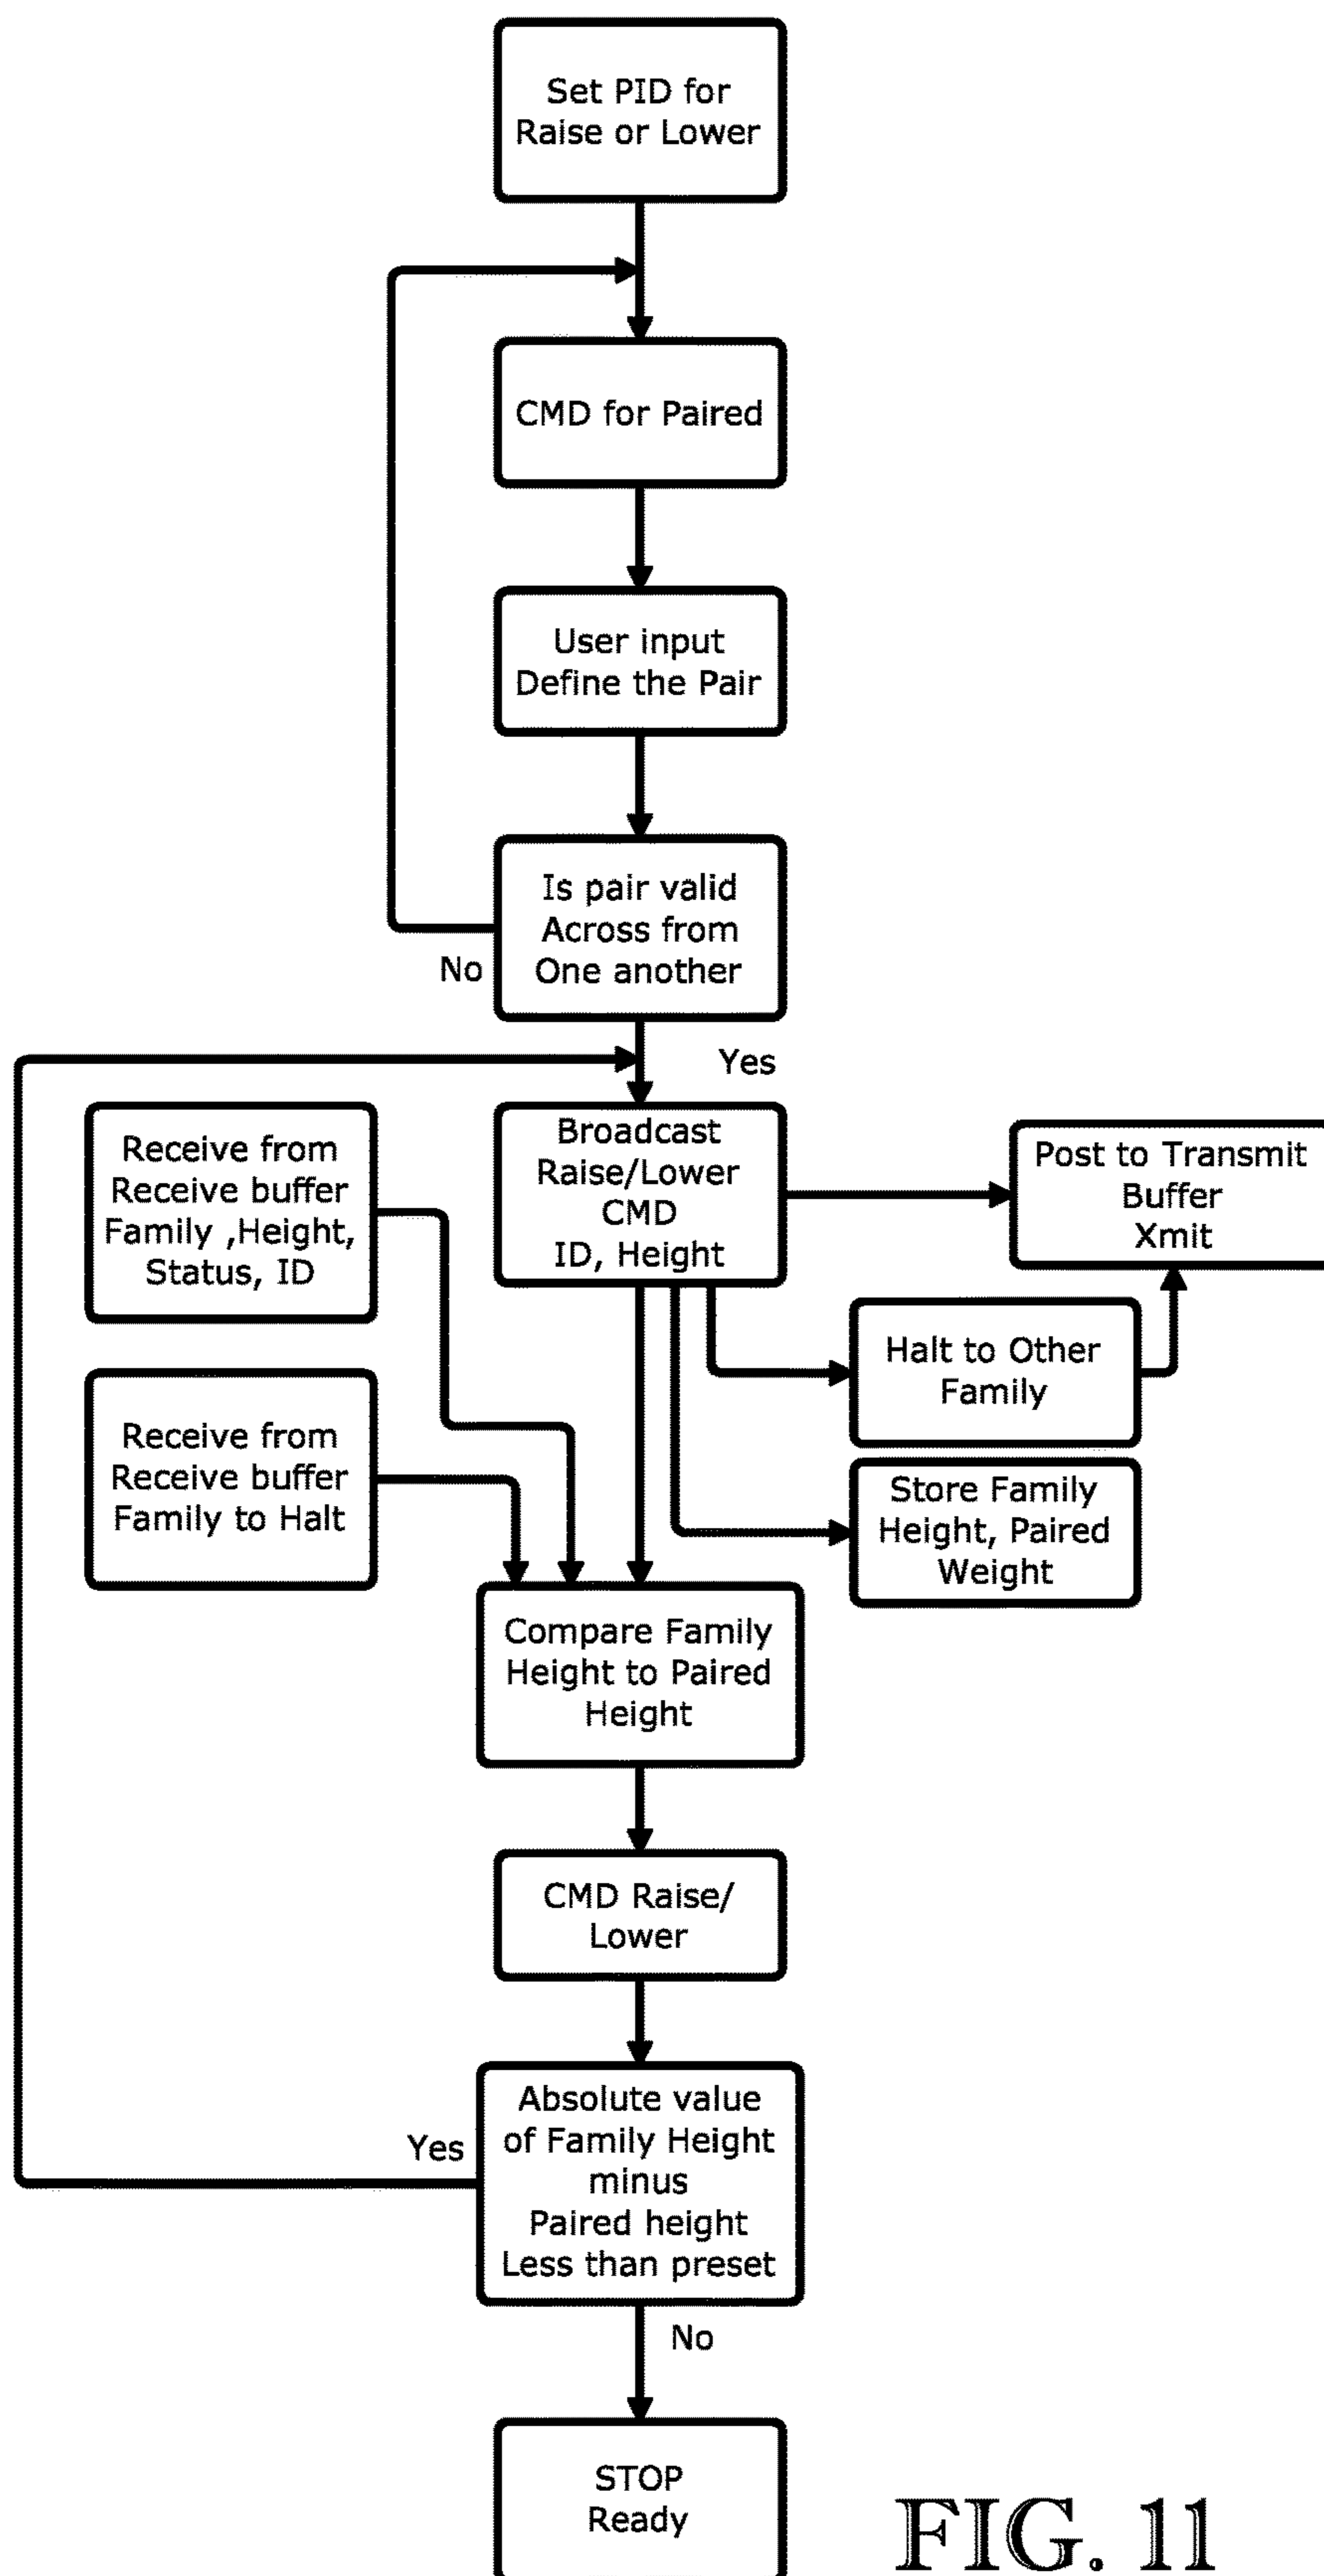 Set PID for
Raise or Lower
CMD for Paired
User input
Define the Pair
Is pair valid
Across from
One another
No
Yes
Receive from
Receive buffer
Family ,Height,
Status, ID
Broadcast
Raise/Lower
CMD
ID, Height
Post to Transmit
Buffer
Xmit
Halt to Other
Family
Receive from
Receive buffer
Family to Halt
Store Family
Height, Paired
Weight
Compare Family
Height to Paired
Height
CMD Raise/
Lower
Absolute value
of Family Height
minus
Paired height
Less than preset
Yes
No
STOP
Ready
FIG. 11